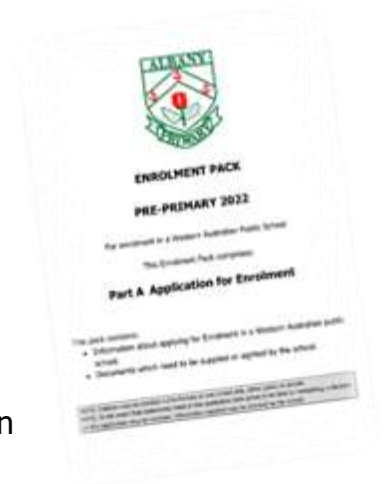 ALBANY
PRIMARY
ENROLMENT PACK
PRE-PRIMARY 2022
For enrolment in a Western Australian Public School
This Enrolment Pack comprises:
Part A Application for Enrolment
This pack contains:
• Information about applying for Enrolment in a Western Australian public
school.
• Documents which need to be supplied or signed by the school.
n